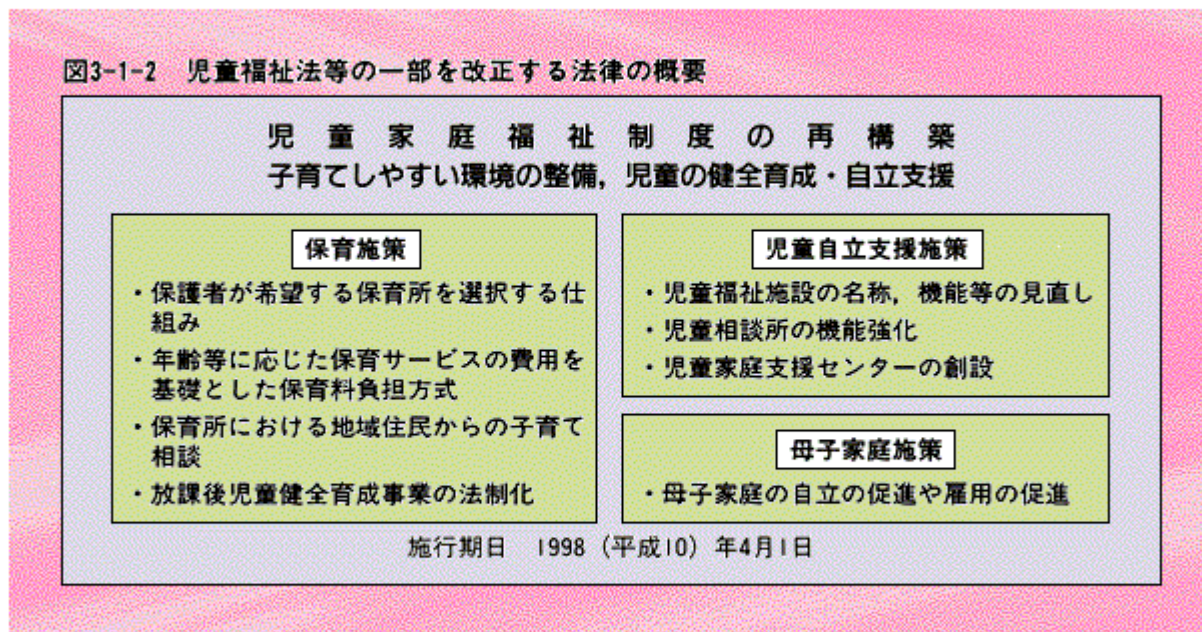 図3-1-2 児童福祉法等の一部を改正する法律の概要
児童家庭福祉制度の再構築
子育てしやすい環境の整備，児童の健全育成・自立支援
保育施策
・保護者が希望する保育所を選択する仕
組み
・年齢等に応じた保育サービスの費用を
基礎とした保育料負担方式
・保育所における地域住民からの子育て
相談
・放課後児童健全育成事業の法制化
児童自立支援施策
・児童福祉施設の名称，機能等の見直し
・児童相談所の機能強化
・児童家庭支援センターの創設
母子家庭施策
・母子家庭の自立の促進や雇用の促進
施行期日 1998（平成10）年4月1日